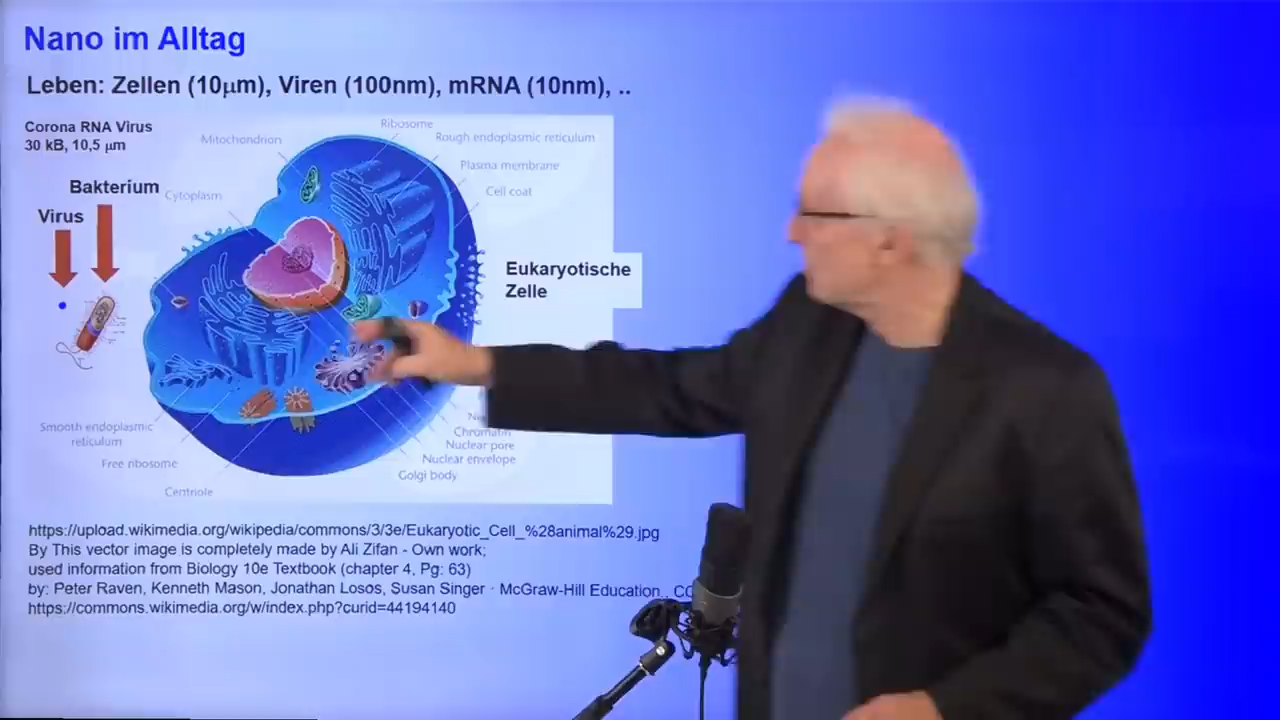 Nano im Alltag
Leben: Zellen (10µm), Viren (100nm), mRNA (10nm), ..
Corona RNA Virus
30 kB, 10,5 µm
Bakterium
Virus
Mitochondrion
Ribosome
Rough endoplasmic reticulum
Plasma membrane
Cell coat
Cytoplasm
Eukaryotische
Zelle
Chromatin
Nuclear pore
Nuclear envelope
Golgi body
Smooth endoplasmic
reticulum
Free ribosome
Centriole
https://upload.wikimedia.org/wikipedia/commons/3/3e/Eukaryotic_Cell_%28animal%29.jpg
By This vector image is completely made by Ali Zifan - Own work;
used information from Biology 10e Textbook (chapter 4, Pg: 63)
by: Peter Raven, Kenneth Mason, Jonathan Losos, Susan Singer · McGraw-Hill Education.,
https://commons.wikimedia.org/w/index.php?curid=44194140